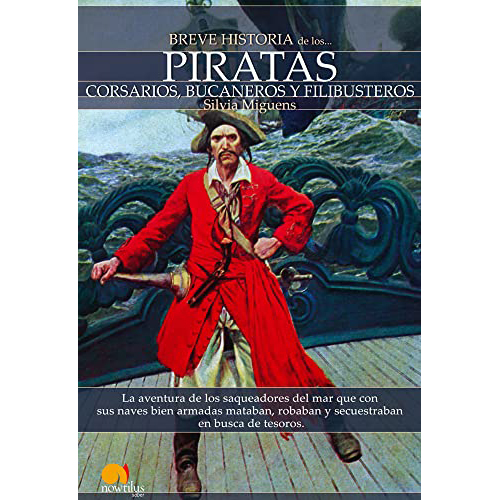 BREVE HISTORIA de los...
PIRATAS
CORSARIOS, BUCANEROS Y FILIBUSTEROS
Silvia Miguens
La aventura de los saqueadores del mar que con
sus naves bien armadas mataban, robaban y secuestraban
en busca de tesoros.
nowtilus
saber